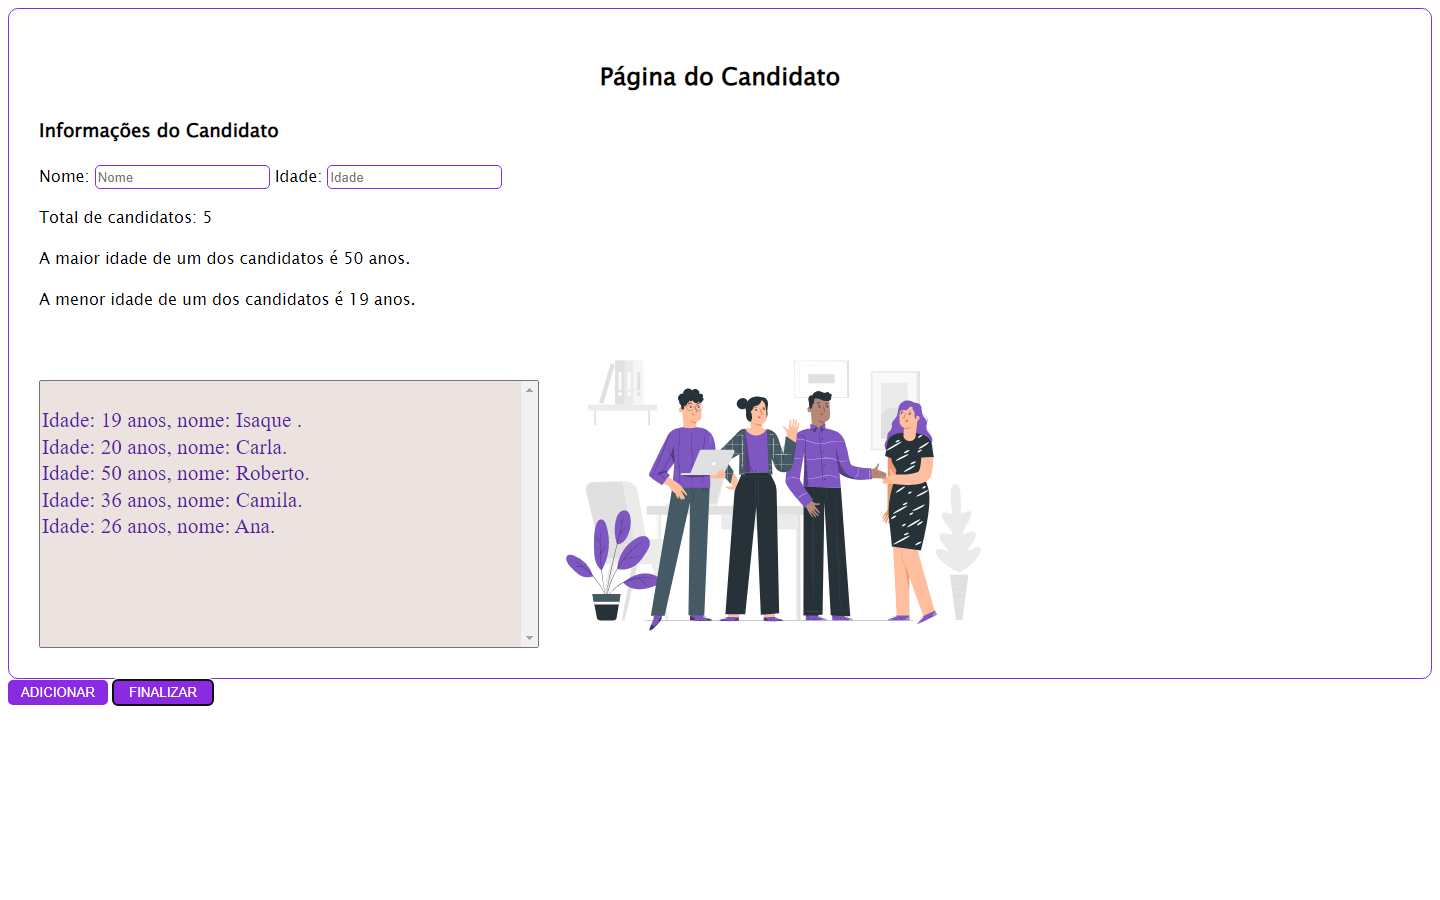 Página do Candidato
Informações do Candidato
Nome: Nome Idade: Idade
Total de candidatos: 5
A maior idade de um dos candidatos é 50 anos.
A menor idade de um dos candidatos é 19 anos.
Idade: 19 anos, nome: Isaque .
Idade: 20 anos, nome: Carla.
Idade: 50 anos, nome: Roberto.
Idade: 36 anos, nome: Camila.
Idade: 26 anos, nome: Ana.
ADICIONAR FINALIZAR